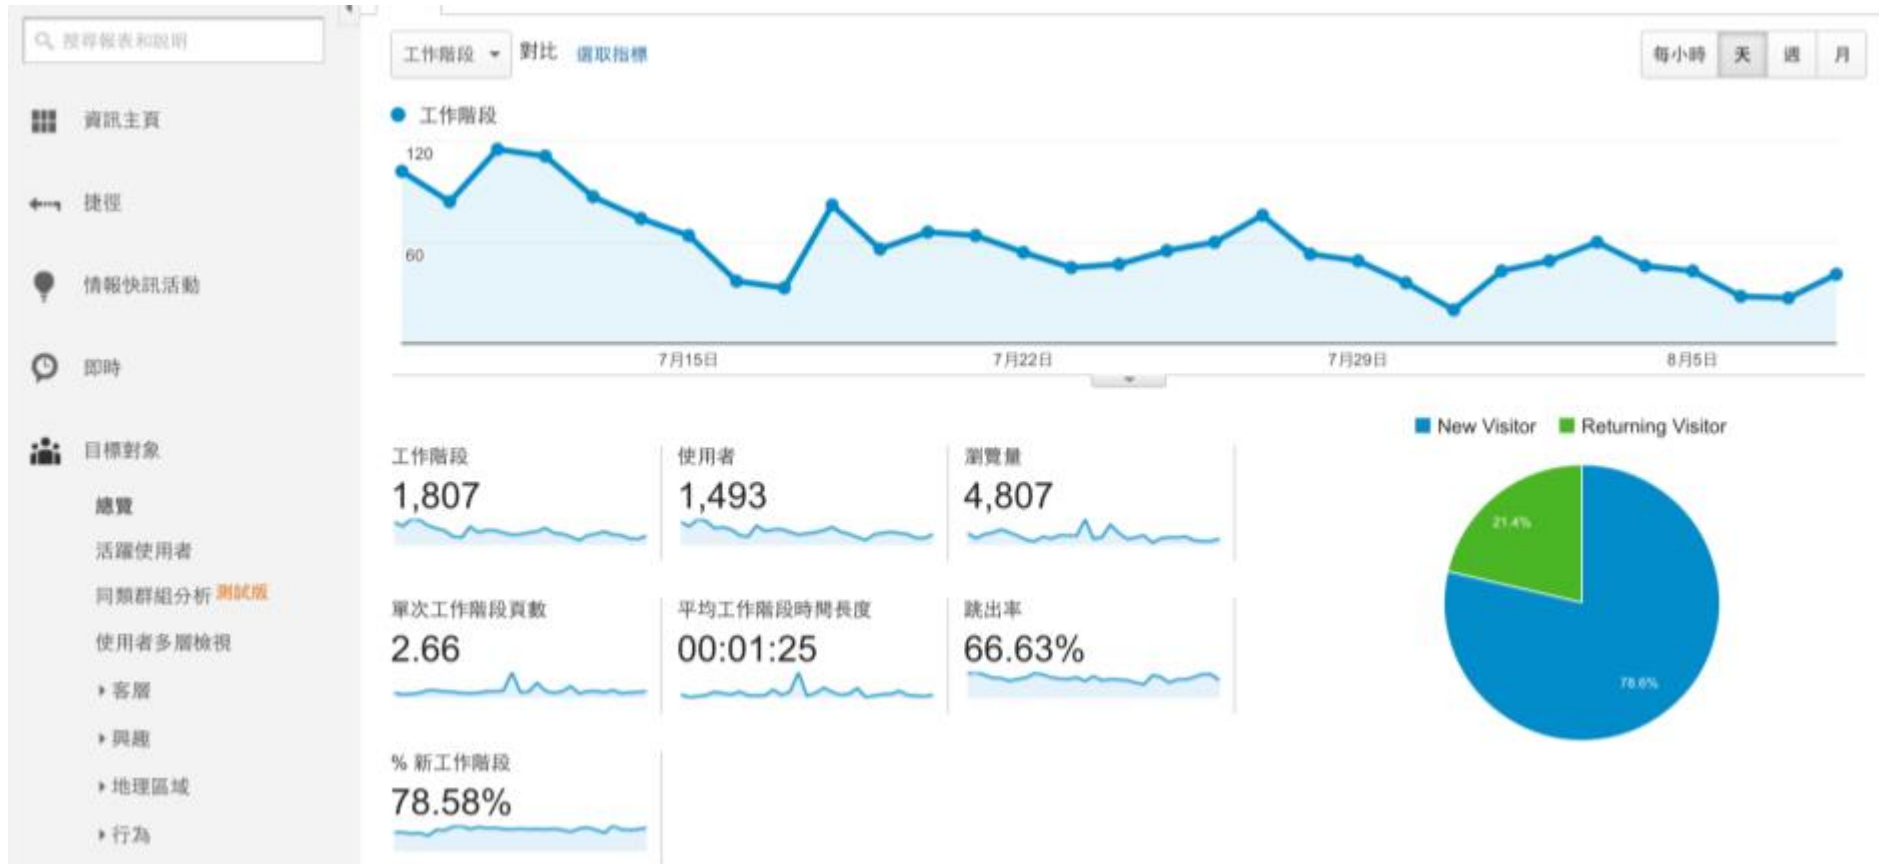 搜尋報表和說明
資訊主頁
捷徑
情報快訊活動
即時
目標對象
總覽
活躍使用者
同類群組分析 測試版
使用者多層檢視
客層
興趣
地理區域
行為
工作階段 對比 選取指標
每小時 天 週 月
工作階段
120
60
7月15日 7月22日 7月29日 8月5日
工作階段
1,807
使用者
1,493
瀏覽量
4,807
單次工作階段頁數
2.66
平均工作階段時間長度
00:01:25
跳出率
66.63%
% 新工作階段
78.58%
New Visitor Returning Visitor
21.4%
78.6%